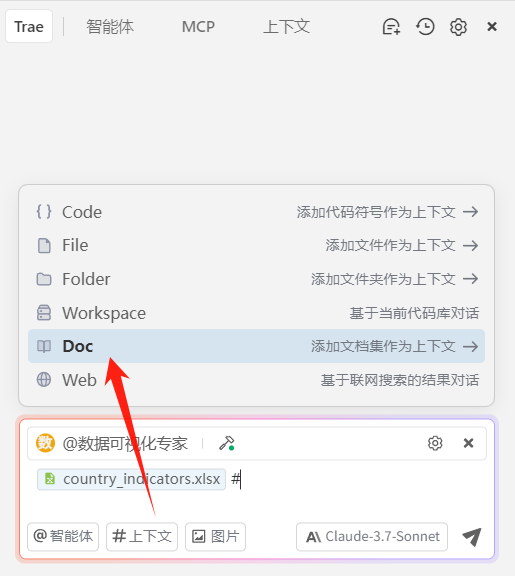 Trae 智能体 MCP 上下文
Code 添加代码符号作为上下文
File 添加文件作为上下文
Folder 添加文件夹作为上下文
Workspace 基于当前代码库对话
Doc 添加文档集作为上下文
Web 基于联网搜索的结果对话
数 @数据可视化专家
country_indicators.xlsx #
@智能体 #上下文 图片 Claude-3.7-Sonnet